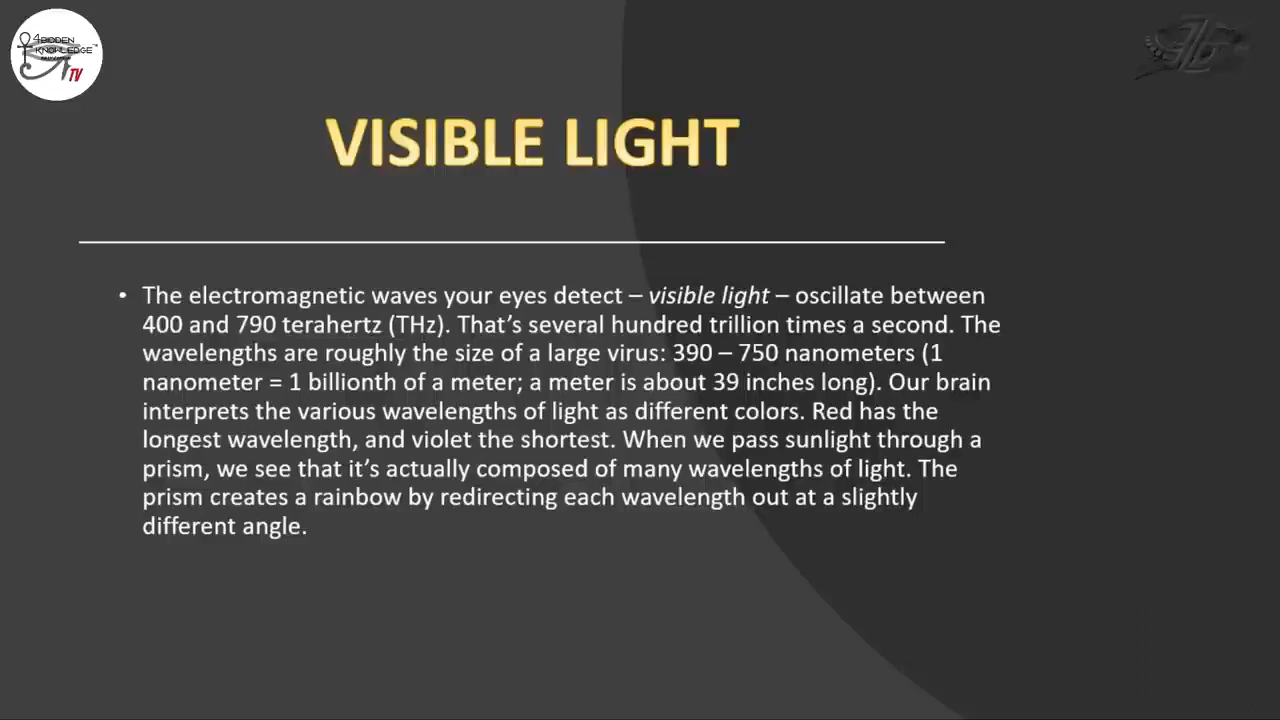 4BIDDEN
KNOWLEDGE
TV
VISIBLE LIGHT
• The electromagnetic waves your eyes detect – visible light – oscillate between
400 and 790 terahertz (THz). That’s several hundred trillion times a second. The
wavelengths are roughly the size of a large virus: 390 – 750 nanometers (1
nanometer = 1 billionth of a meter; a meter is about 39 inches long). Our brain
interprets the various wavelengths of light as different colors. Red has the
longest wavelength, and violet the shortest. When we pass sunlight through a
prism, we see that it’s actually composed of many wavelengths of light. The
prism creates a rainbow by redirecting each wavelength out at a slightly
different angle.